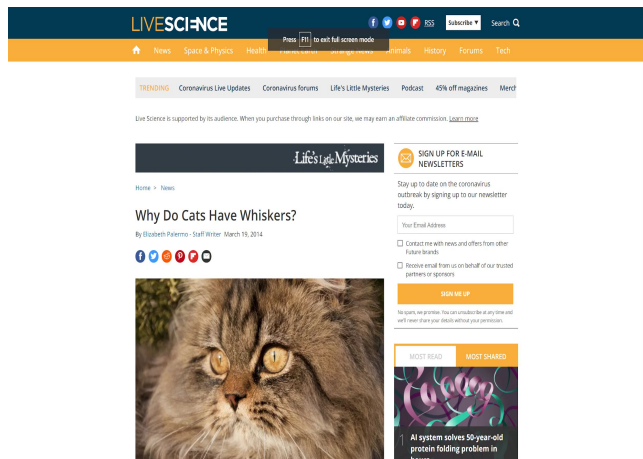 LIVESCIENCE
RSS
Subscribe ▼
Search
Press F11 to exit full screen mode
News Space & Physics Health Planet Earth Strange News Animals History Forums Tech
TRENDING Coronavirus Live Updates Coronavirus forums Life's Little Mysteries Podcast 45% off magazines Merch
Live Science is supported by its audience. When you purchase through links on our site, we may earn an affiliate commission. Learn more
Life's Little Mysteries
Home > News
Why Do Cats Have Whiskers?
By Elizabeth Palermo - Staff Writer March 19, 2014
SIGN UP FOR E-MAIL
NEWSLETTERS
Stay up to date on the coronavirus
outbreak by signing up to our newsletter
today.
Your Email Address
Contact me with news and offers from other
Future brands
Receive email from us on behalf of our trusted
partners or sponsors
SIGN ME UP
No spam, we promise. You can unsubscribe at any time and
we'll never share your details without your permission.
MOST READ MOST SHARED
1 AI system solves 50-year-old
protein folding problem in
hours